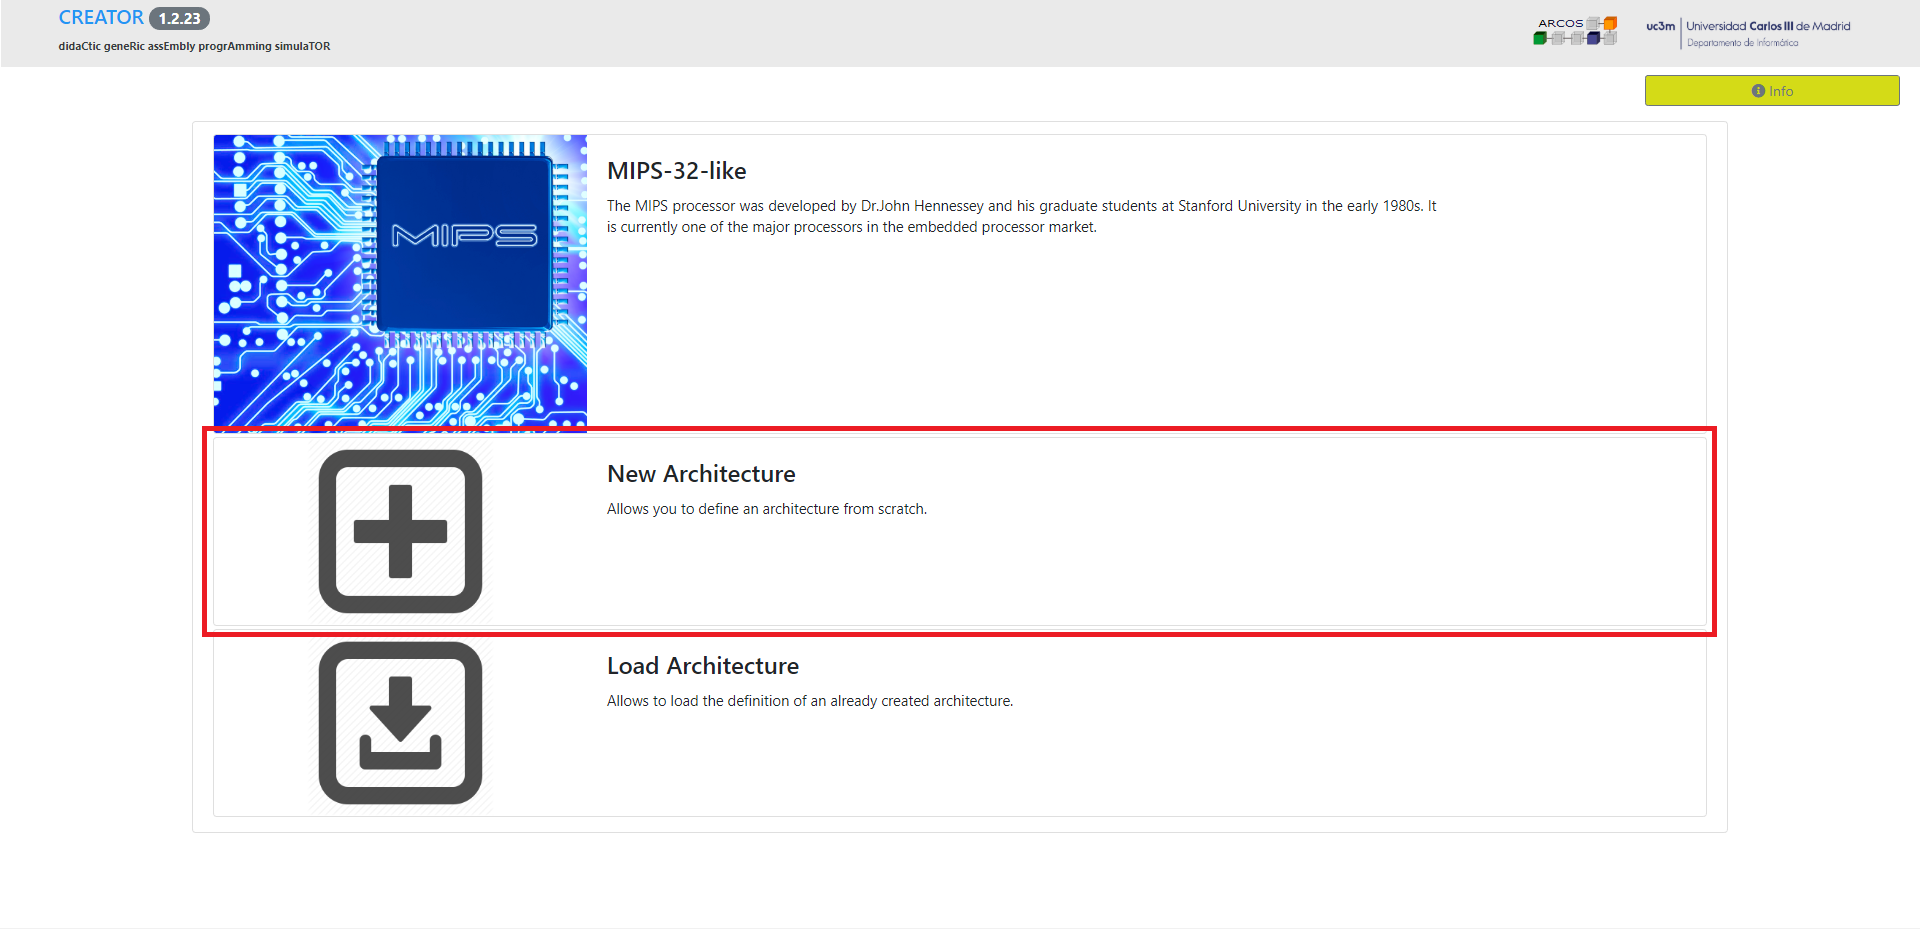 CREATOR 1.2.23
didaCtic geneRic assEmbly progrAmming simulaTOR
ARCOS
uc3m Universidad Carlos III de Madrid
Departamento de Informática
Info
MIPS
MIPS-32-like
The MIPS processor was developed by Dr.John Hennessey and his graduate students at Stanford University in the early 1980s. It
is currently one of the major processors in the embedded processor market.
New Architecture
Allows you to define an architecture from scratch.
Load Architecture
Allows to load the definition of an already created architecture.